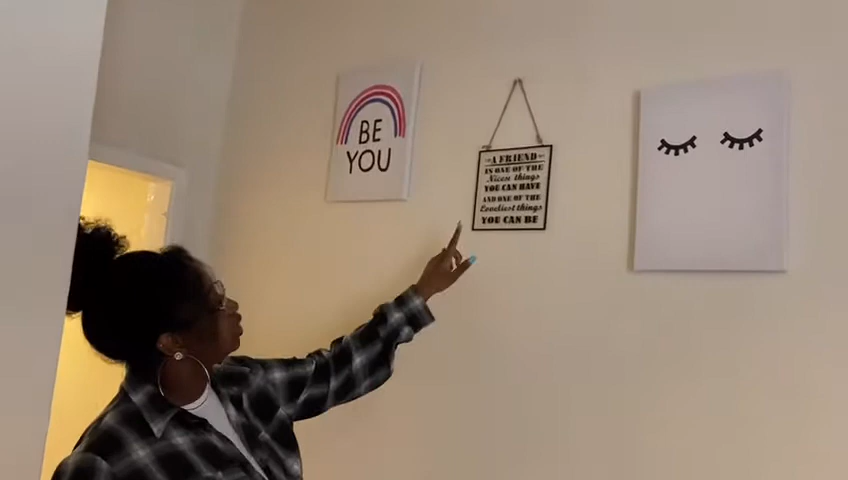 BE
YOU
A FRIEND
IS ONE OF THE
Nicest things
YOU CAN HAVE
AND ONE OF THE
Loveliest things
YOU CAN BE